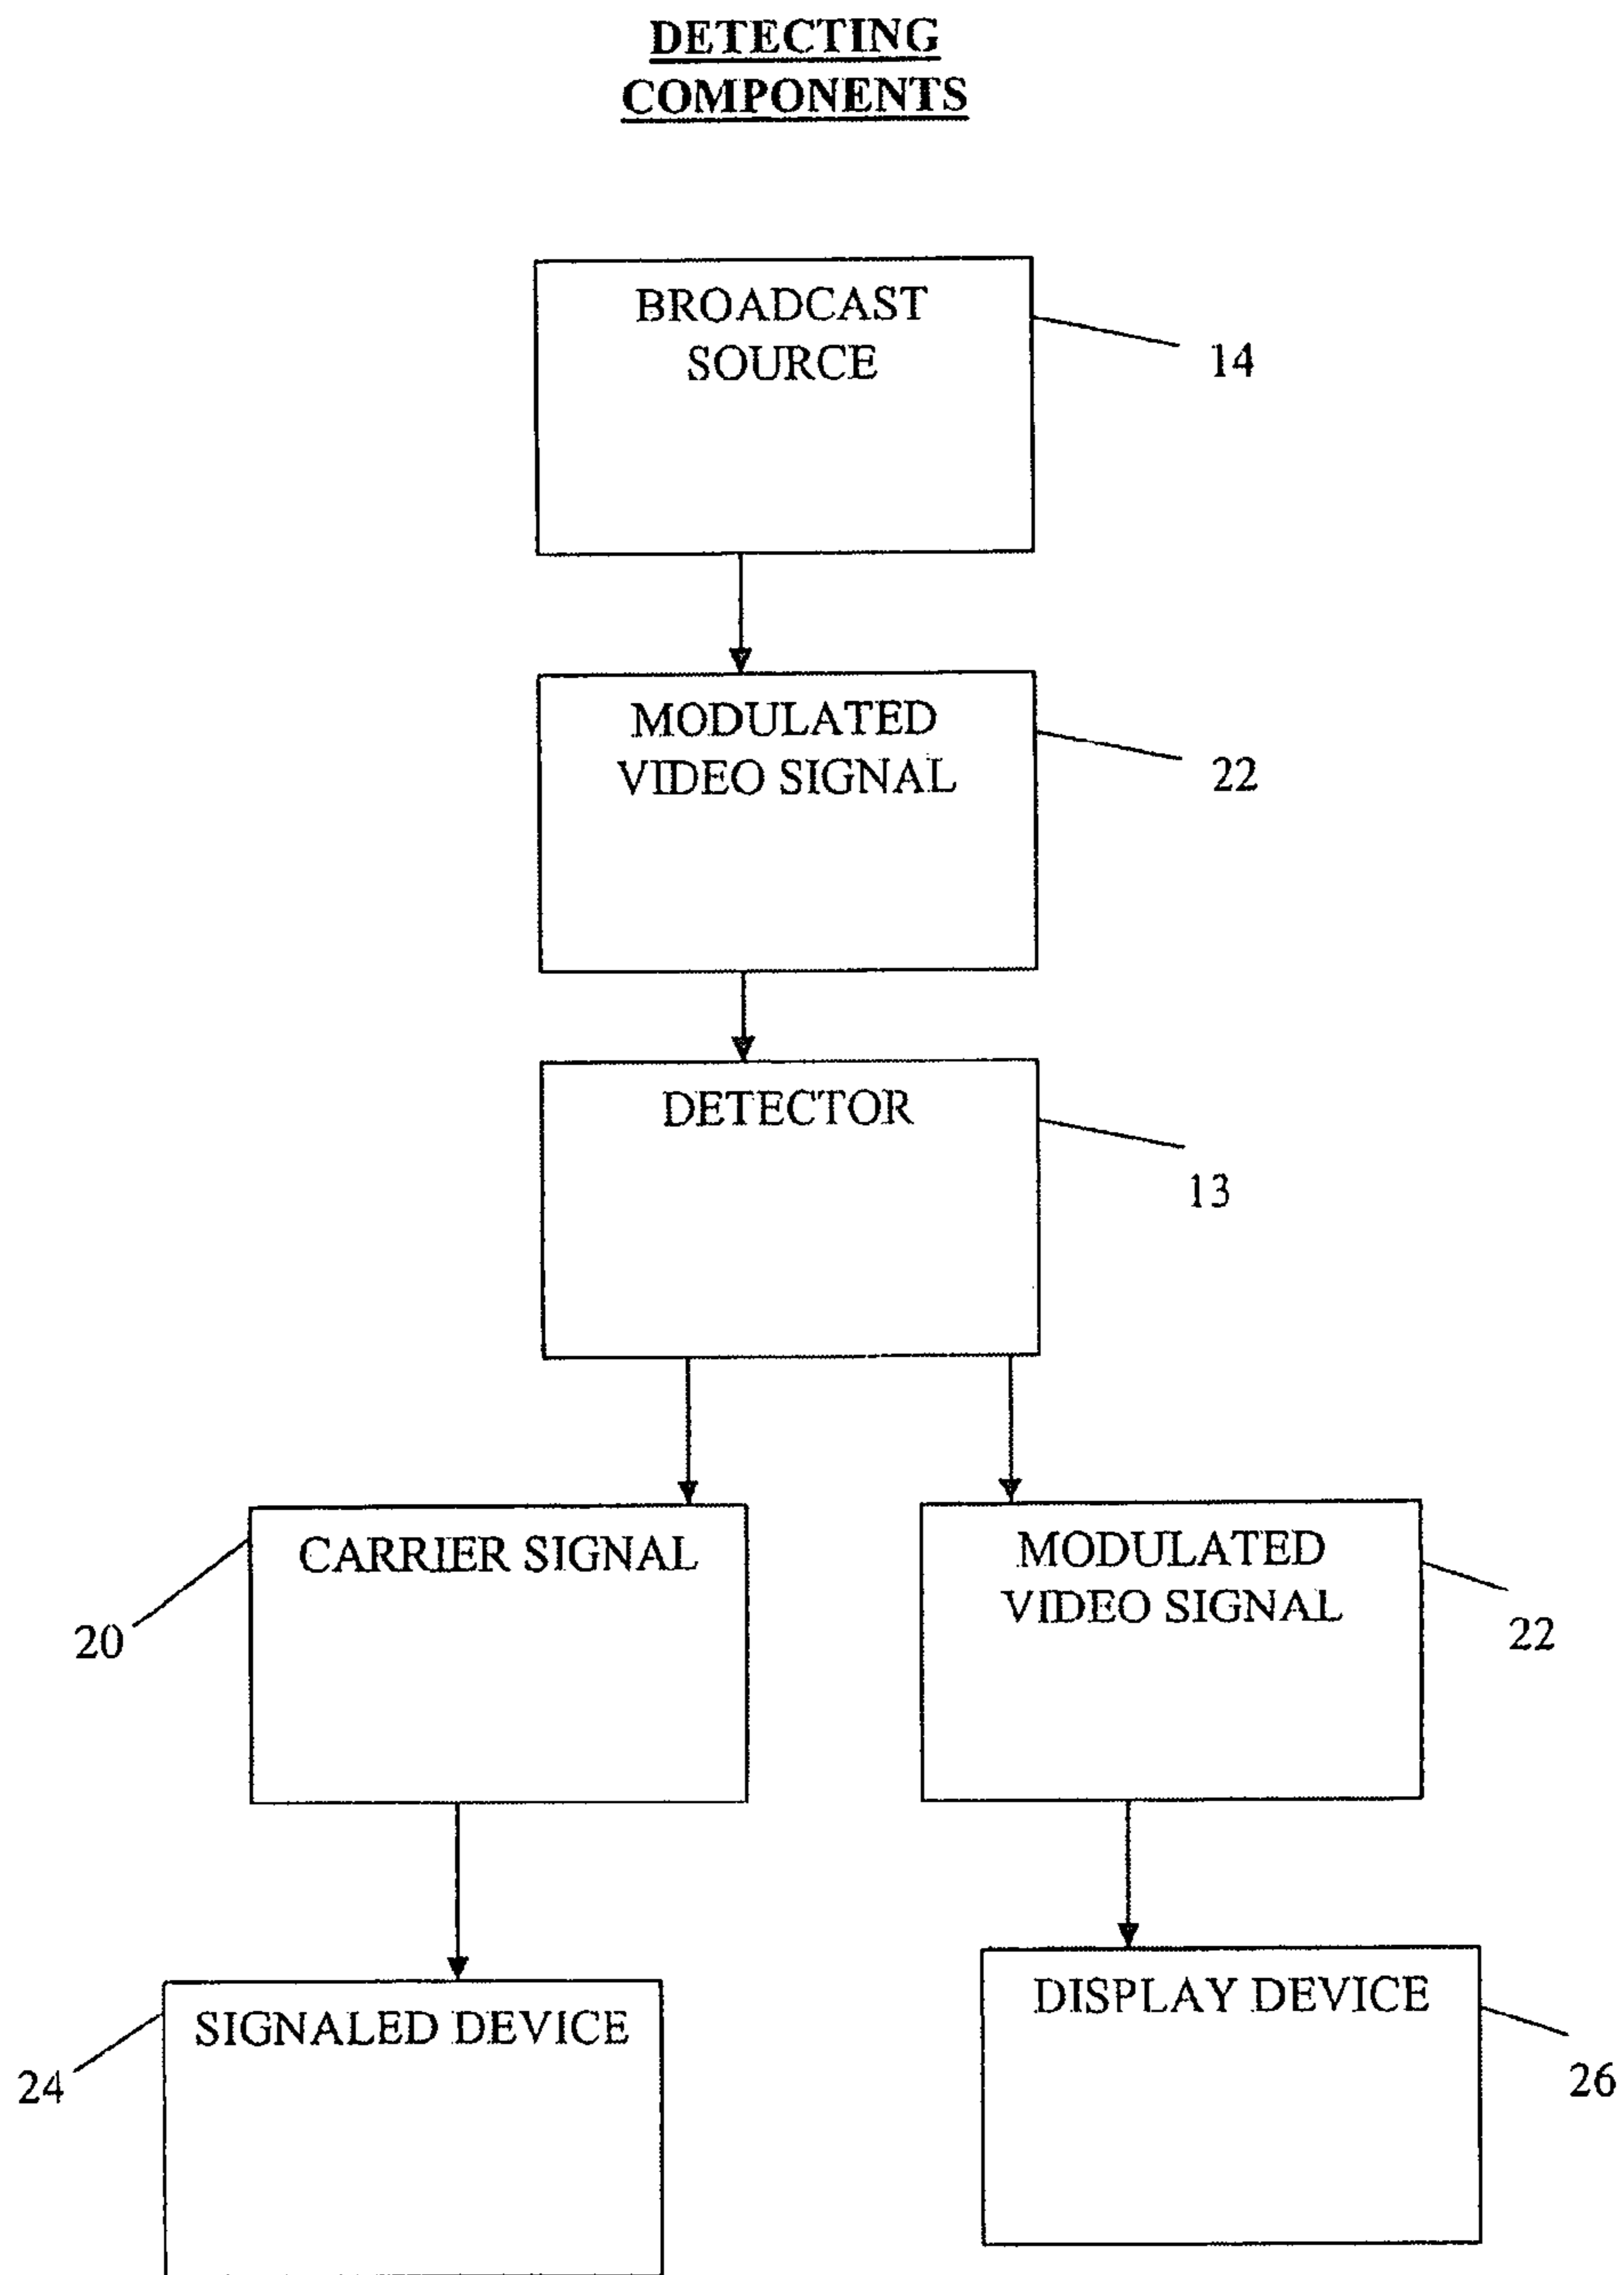 DETECTING
COMPONENTS
BROADCAST
SOURCE
14
MODULATED
VIDEO SIGNAL
22
DETECTOR
13
CARRIER SIGNAL
20
MODULATED
VIDEO SIGNAL
22
SIGNALED DEVICE
24
DISPLAY DEVICE
26